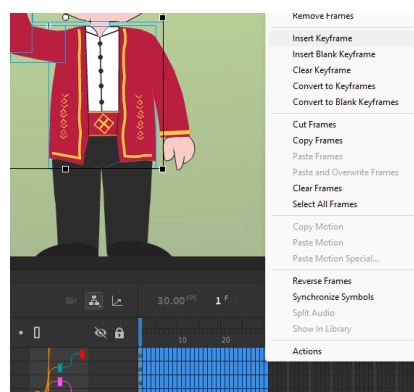 Remove Frames
Insert Keyframe
Insert Blank Keyframe
Clear Keyframe
Convert to Keyframes
Convert to Blank Keyframes
Cut Frames
Copy Frames
Paste Frames
Paste and Overwrite Frames
Clear Frames
Select All Frames
Copy Motion
Paste Motion
Paste Motion Special...
Reverse Frames
Synchronize Symbols
Split Audio
Show In Library
Actions
30.00 FPS 1 F
10 20